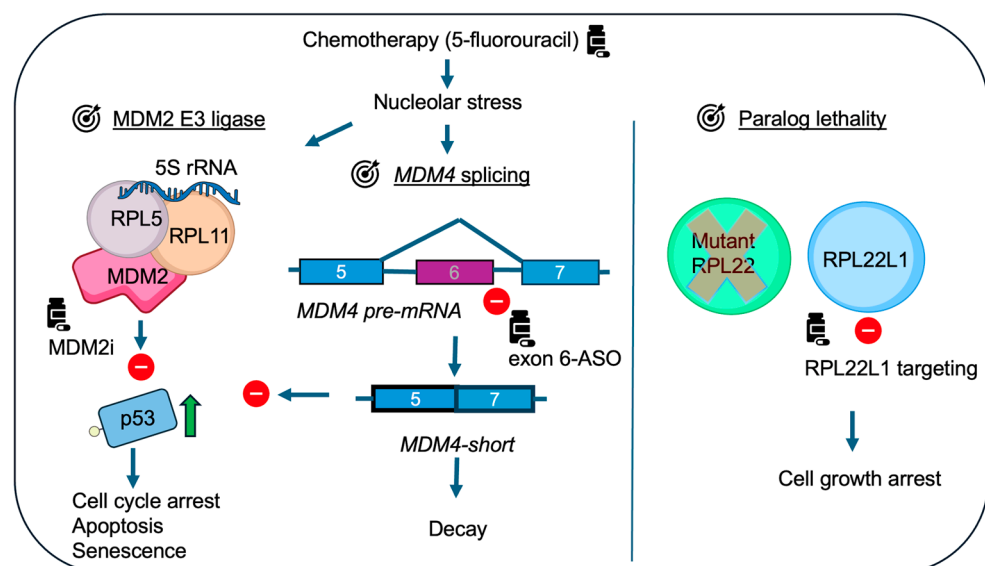 Chemotherapy (5-fluorouracil)
Nucleolar stress
MDM2 E3 ligase
5S rRNA
RPL5
RPL11
MDM2
MDM2i
−
p53
Cell cycle arrest
Apoptosis
Senescence
MDM4 splicing
5
6
7
−
MDM4 pre-mRNA
exon 6-ASO
−
5
7
MDM4-short
Decay
Paralog lethality
Mutant
RPL22
RPL22L1
−
RPL22L1 targeting
Cell growth arrest